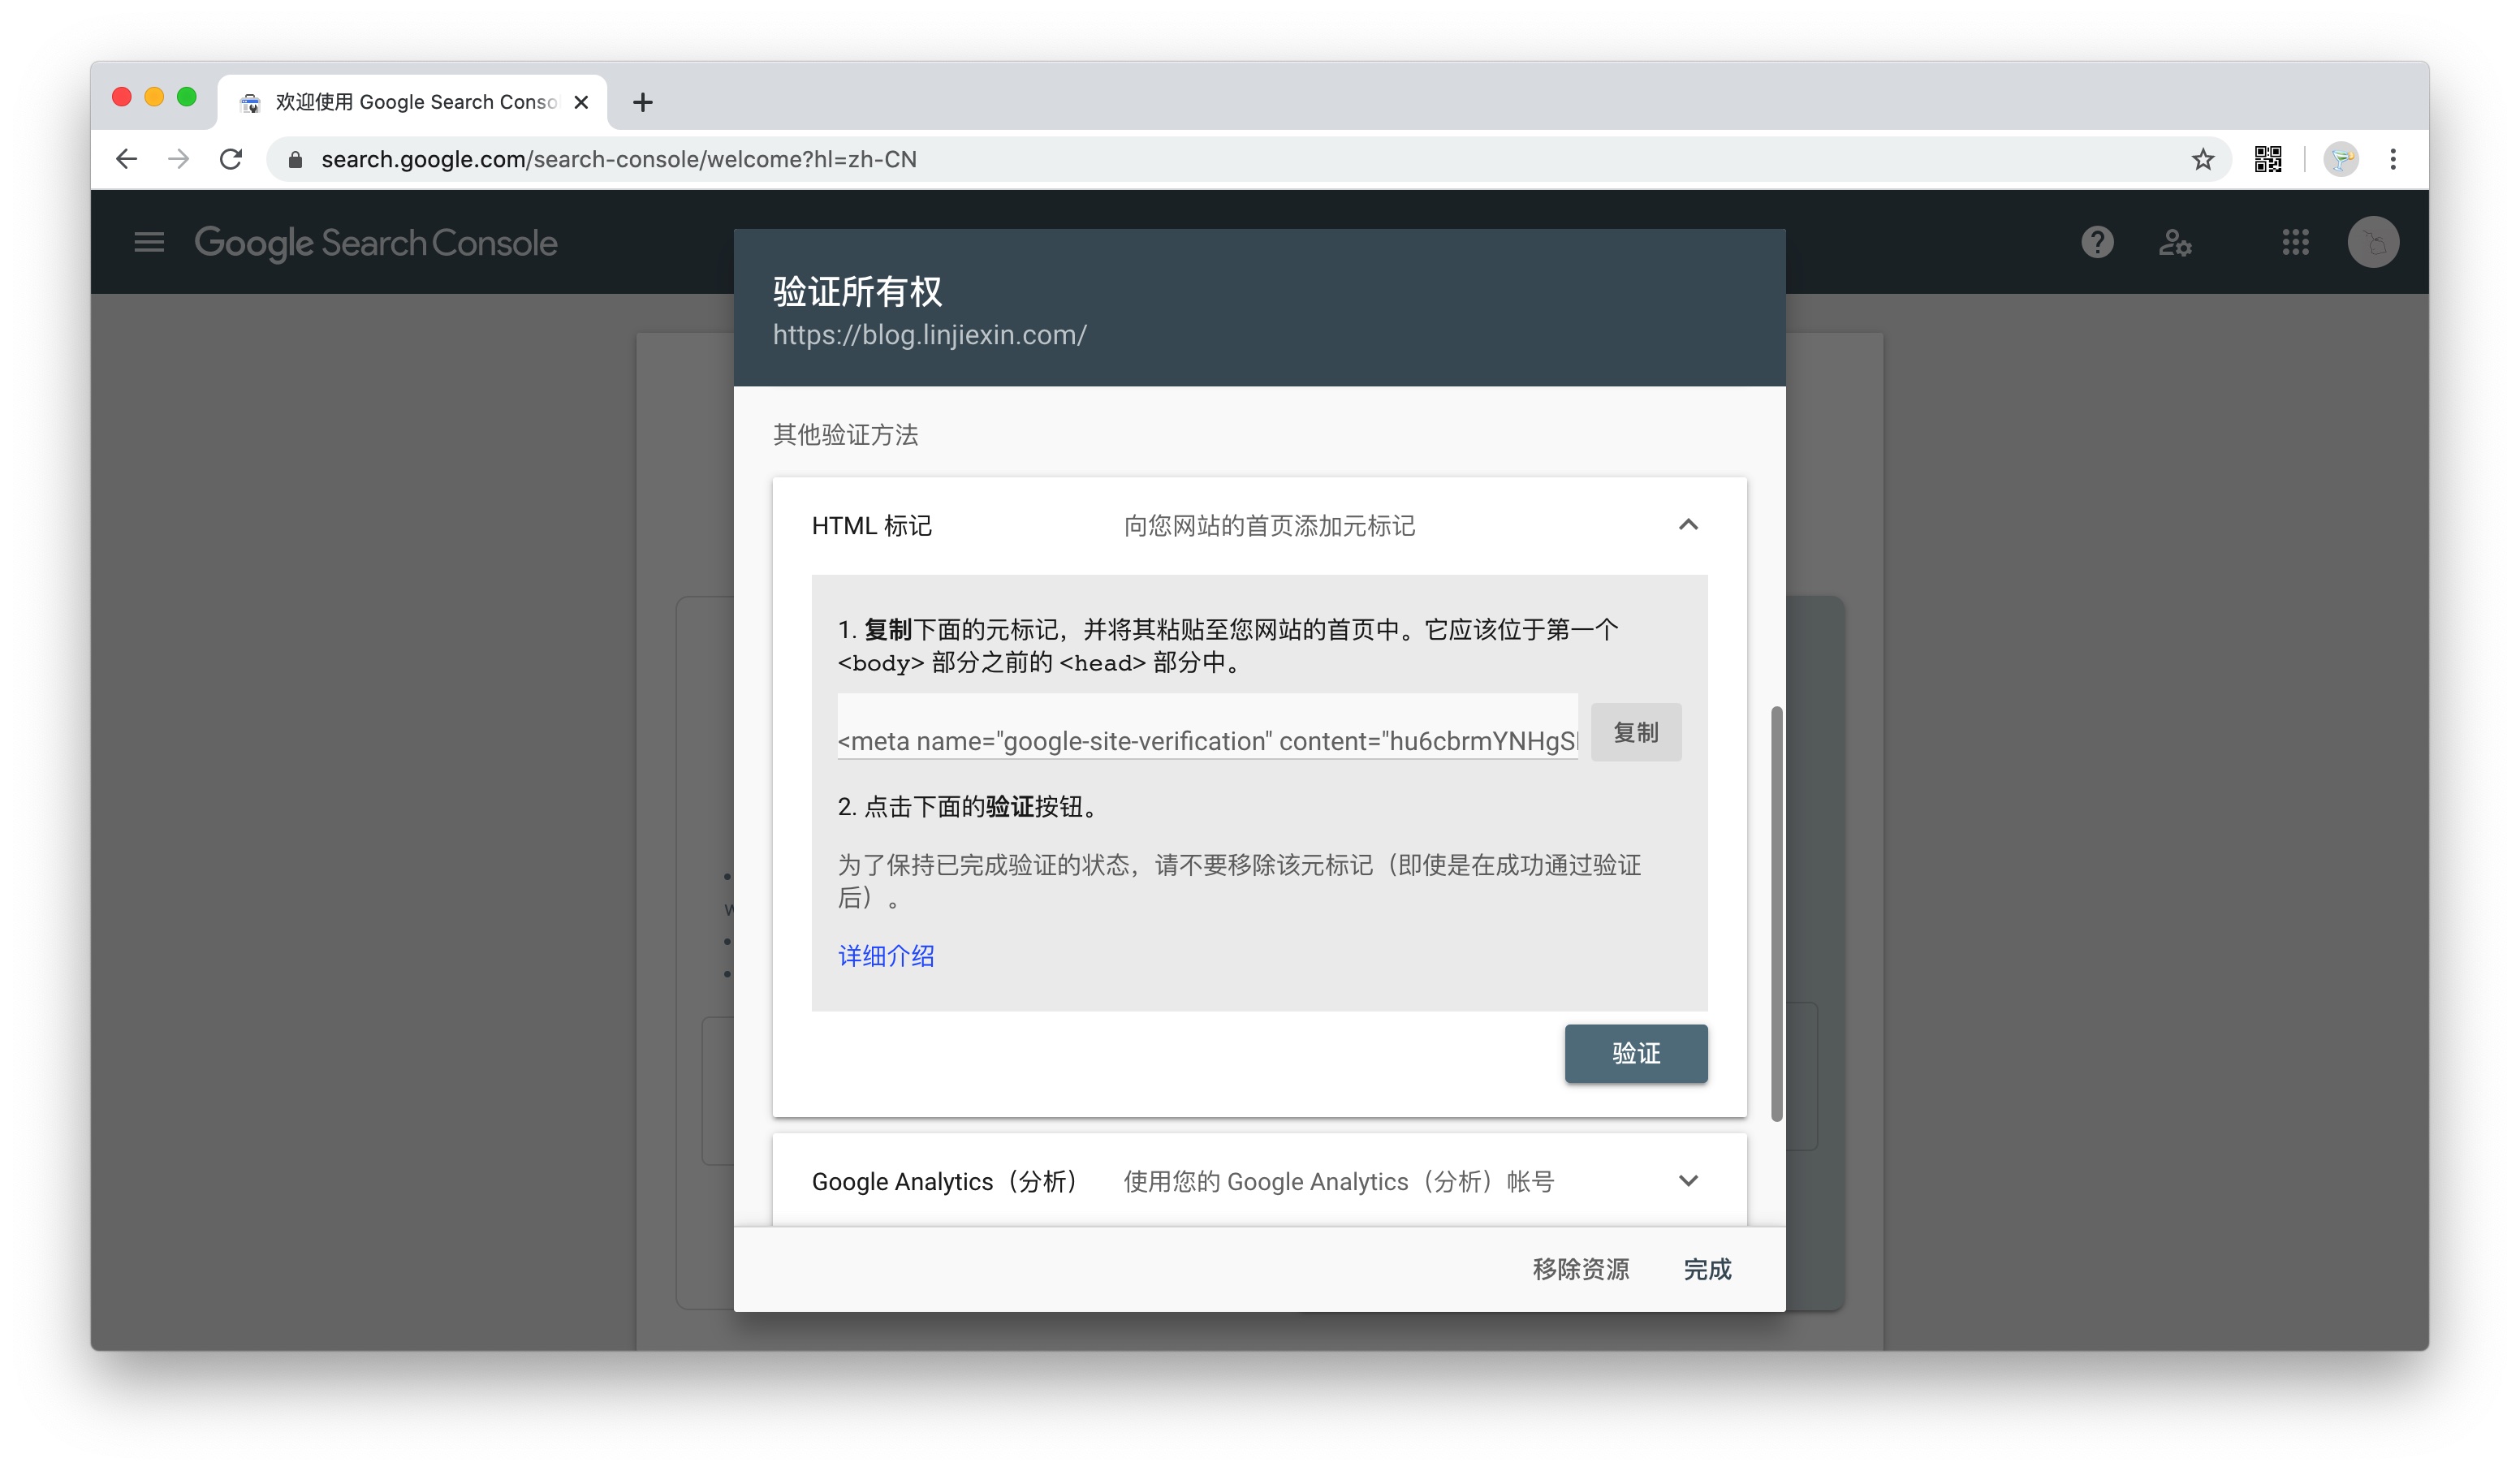 欢迎使用 Google Search Conso
search.google.com/search-console/welcome?hl=zh-CN
Google Search Console
验证所有权
https://blog.linjiexin.com/
其他验证方法
HTML 标记 向您网站的首页添加元标记
1. 复制下面的元标记，并将其粘贴至您网站的首页中。它应该位于第一个
<body> 部分之前的 <head> 部分中。
<meta name="google-site-verification" content="hu6cbrmYNHgS
复制
2. 点击下面的验证按钮。
为了保持已完成验证的状态，请不要移除该元标记（即使是在成功通过验证
后）。
详细介绍
验证
Google Analytics（分析） 使用您的 Google Analytics（分析）帐号
移除资源 完成